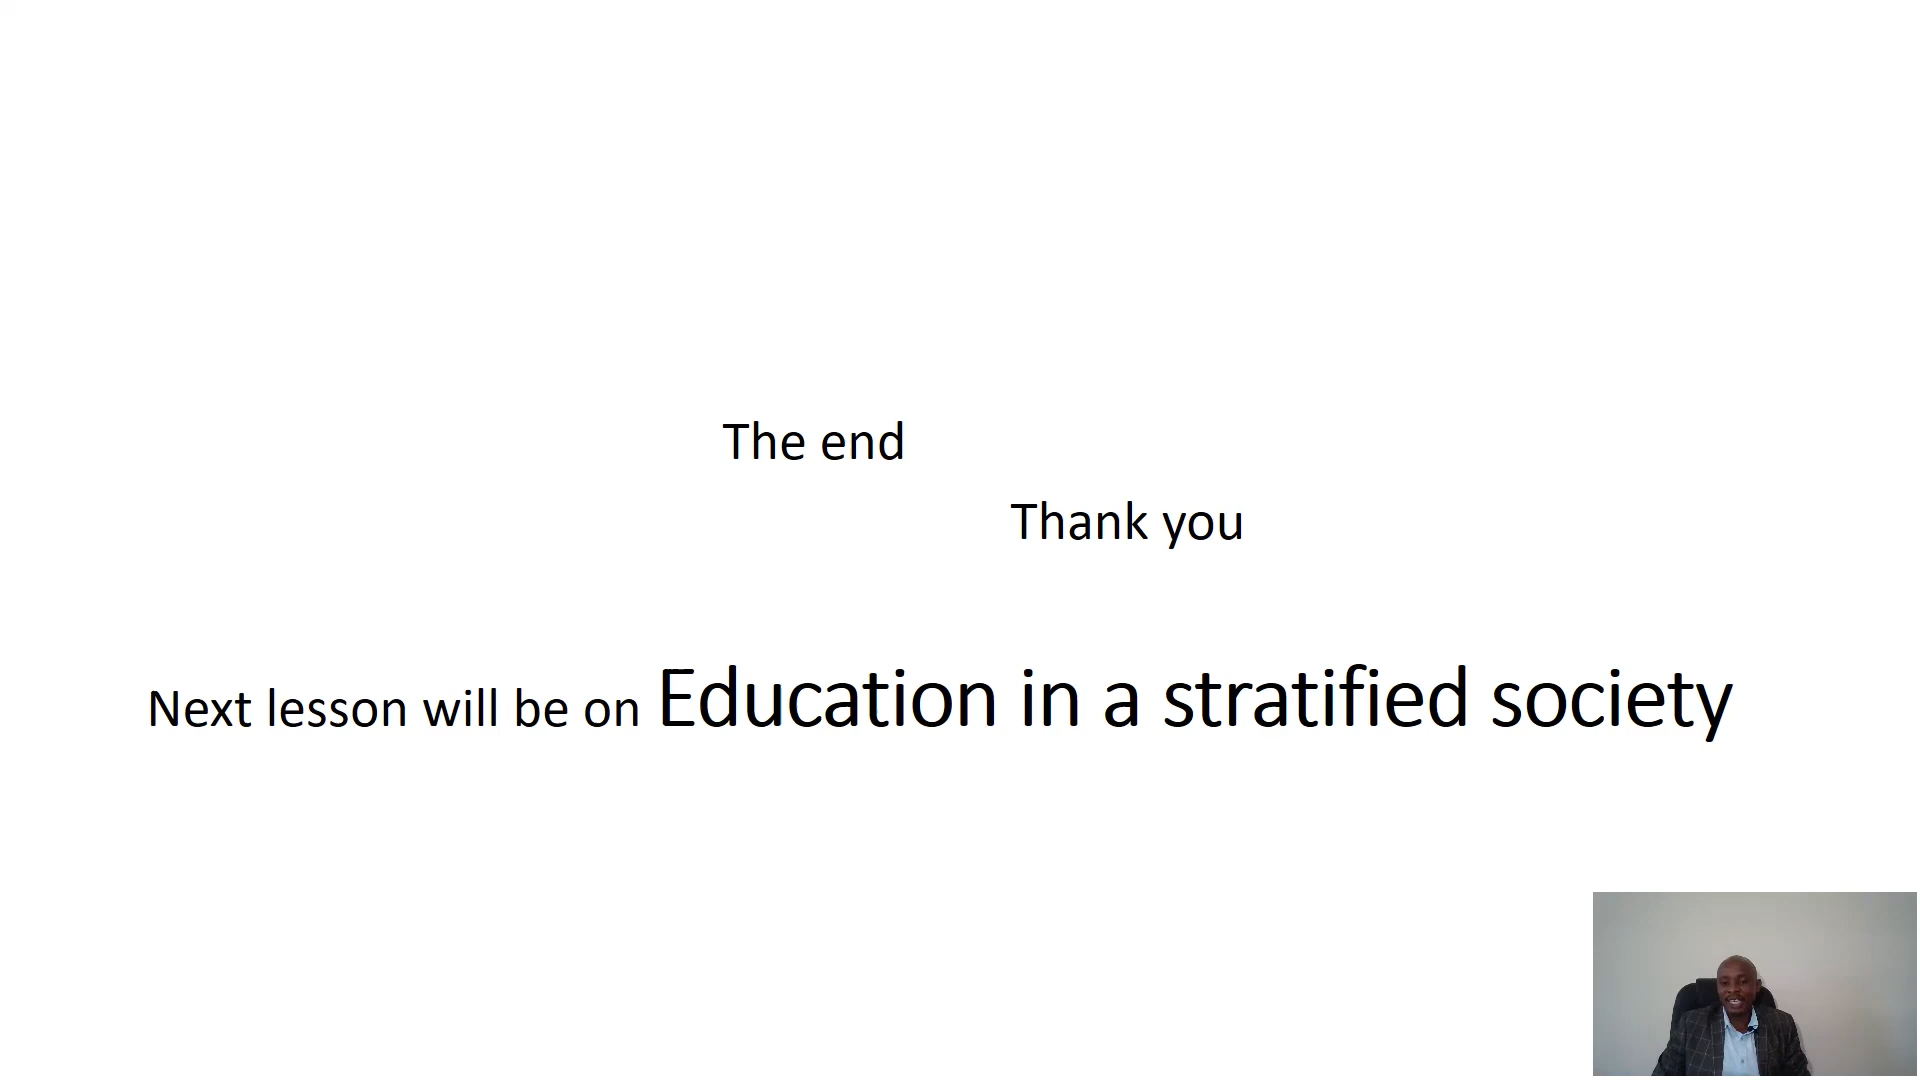 The end
Thank you
Next lesson will be on Education in a stratified society